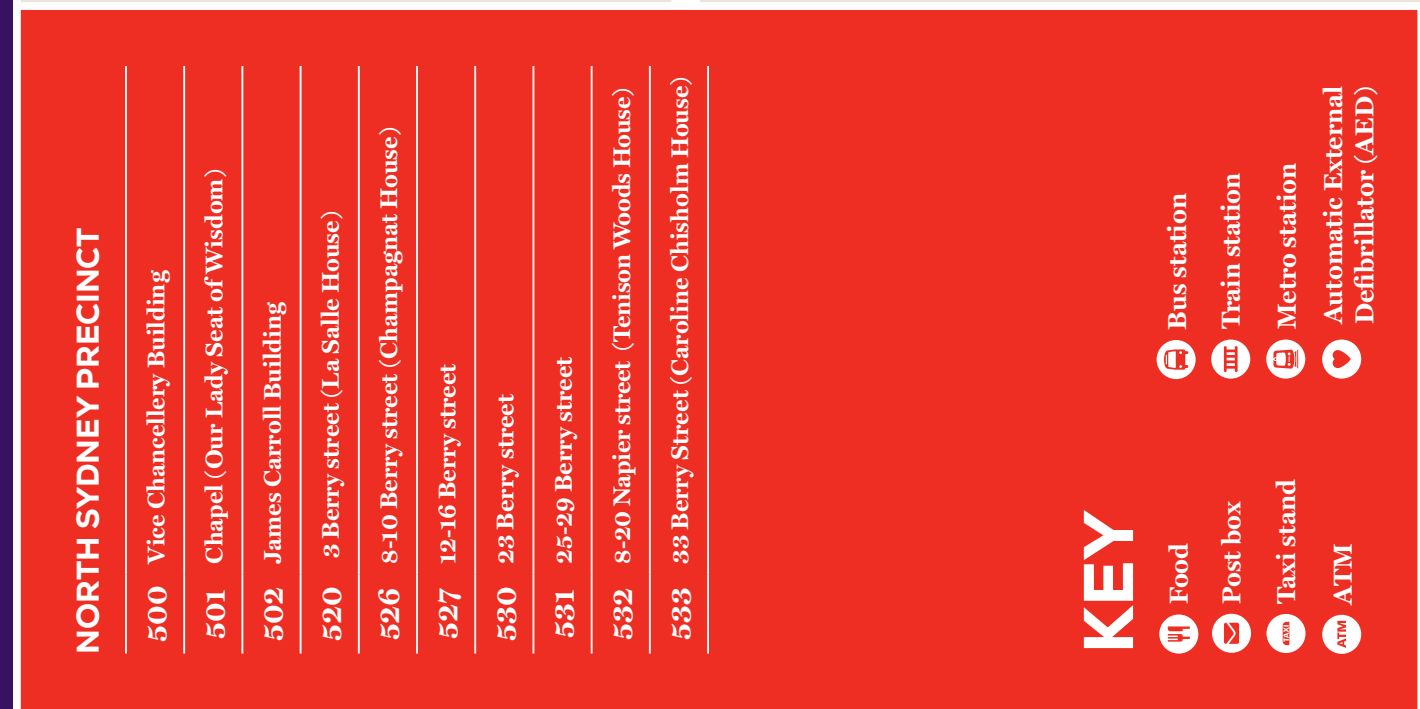 NORTH SYDNEY PRECINCT
500 Vice Chancellery Building
501 Chapel (Our Lady Seat of Wisdom)
502 James Carroll Building
520 3 Berry street (La Salle House)
526 8-10 Berry street (Champagnat House)
527 12-16 Berry street
530 23 Berry street
531 25-29 Berry street
532 8-20 Napier street (Tenison Woods House)
533 33 Berry Street (Caroline Chisholm House)
KEY
Food
Post box
TAXI Taxi stand
ATM ATM
Bus station
Train station
Metro station
Automatic External
Defibrillator (AED)